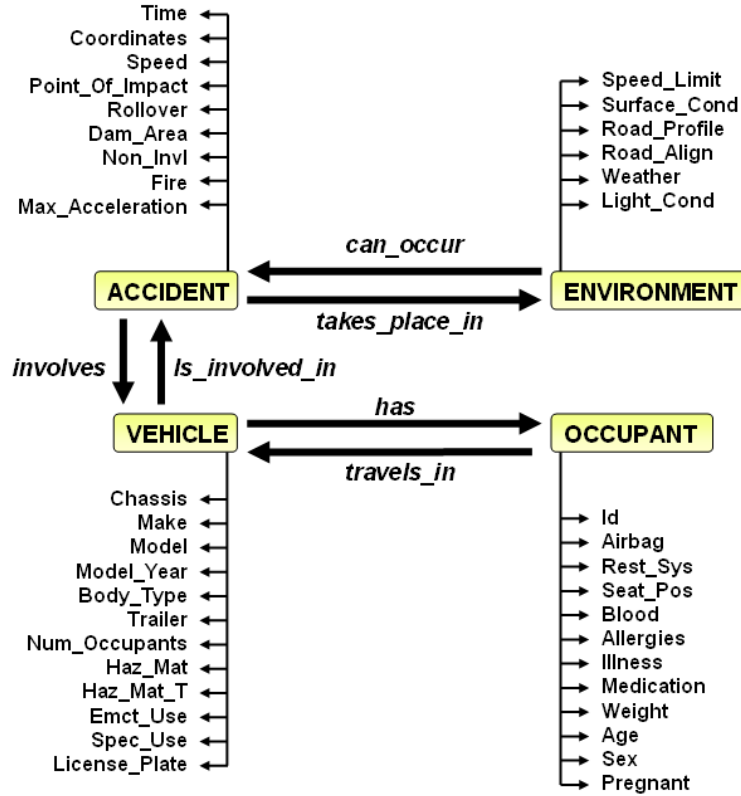 Time
Coordinates
Speed
Point_Of_Impact
Rollover
Dam_Area
Non_Invl
Fire
Max_Acceleration
Speed_Limit
Surface_Cond
Road_Profile
Road_Align
Weather
Light_Cond
can_occur
ACCIDENT
ENVIRONMENT
takes_place_in
involves
Is_involved_in
has
VEHICLE
OCCUPANT
travels_in
Chassis
Make
Model
Model_Year
Body_Type
Trailer
Num_Occupants
Haz_Mat
Haz_Mat_T
Emct_Use
Spec_Use
License_Plate
Id
Airbag
Rest_Sys
Seat_Pos
Blood
Allergies
Illness
Medication
Weight
Age
Sex
Pregnant